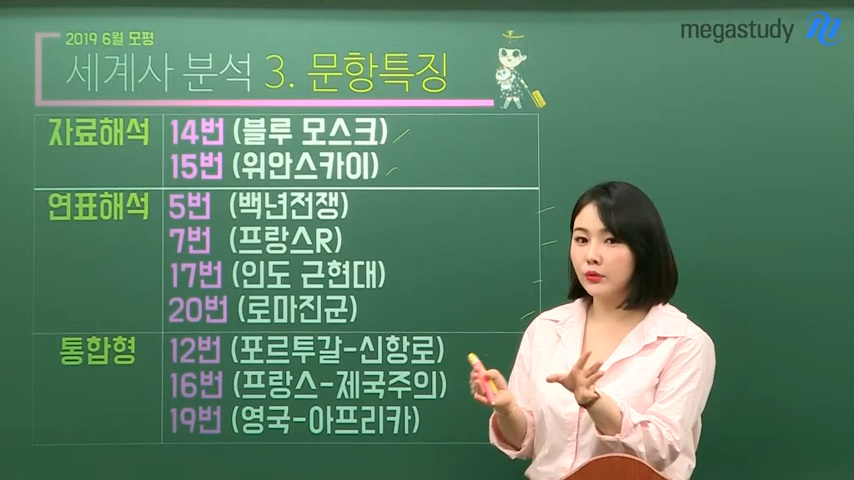 megastudy
2019 6월 모평
세계사 분석 3. 문항특징
자료해석 14번 (블루 모스크)
15번 (위안스카이)
연표해석 5번 (백년전쟁)
7번 (프랑스R)
17번 (인도 근현대)
20번 (로마진군)
통합형 12번 (포르투갈-신항로)
16번 (프랑스-제국주의)
19번 (영국-아프리카)